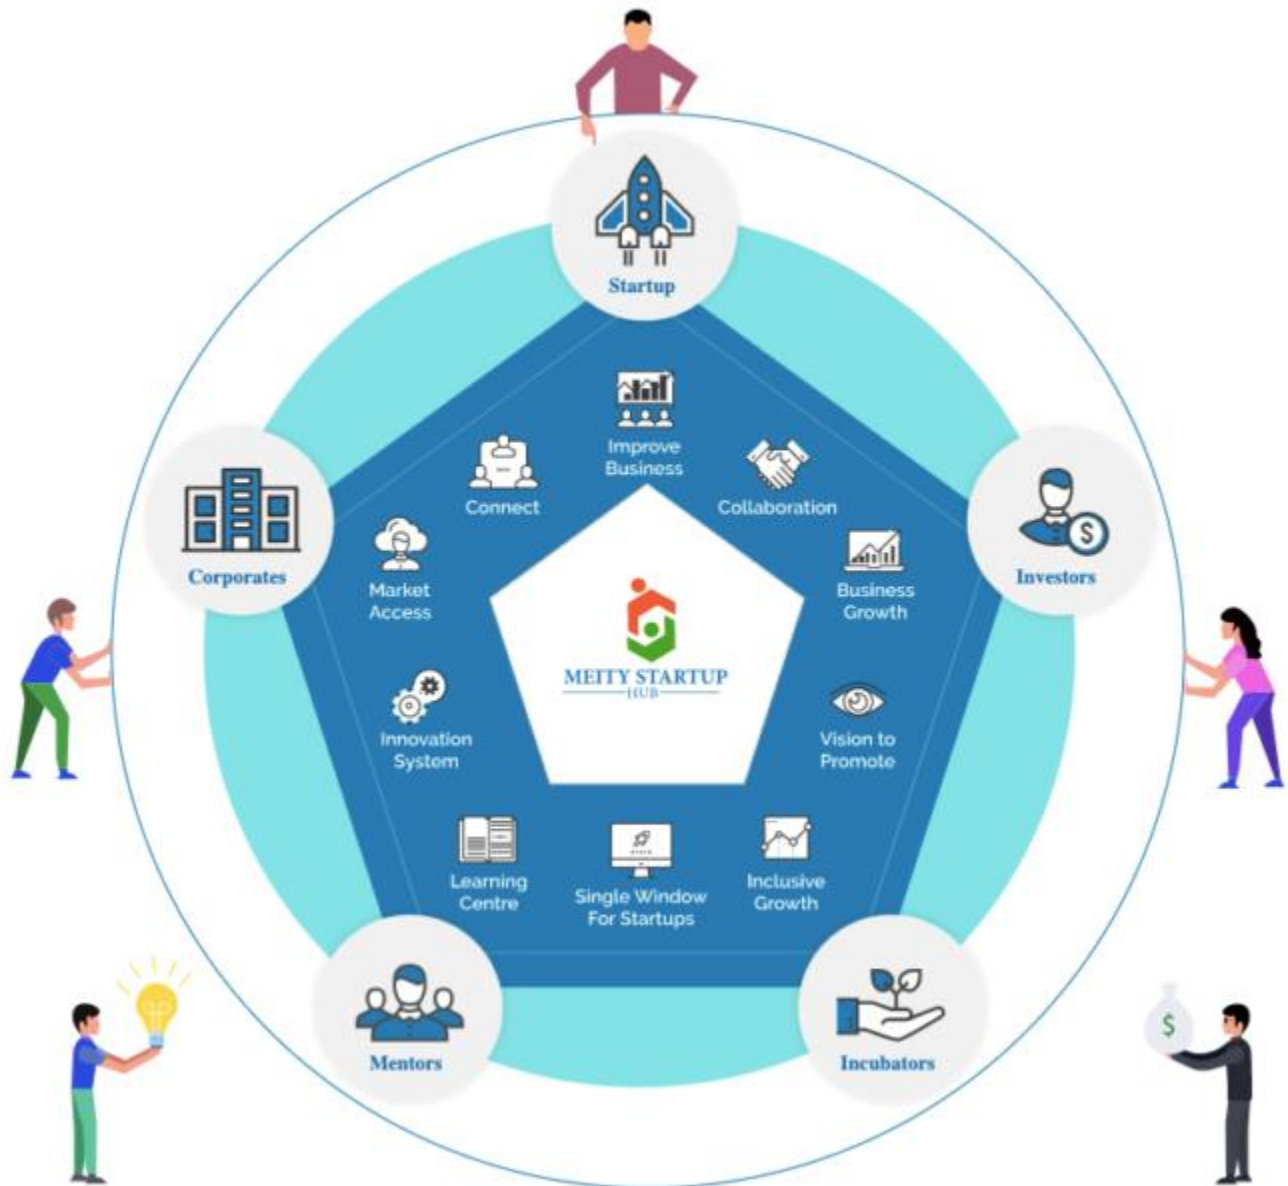 Startup
Improve
Business
Connect
Collaboration
Corporates
Investors
Market
Access
Business
Growth
MEITY STARTUP
HUB
Innovation
System
Vision to
Promote
Learning
Centre
Single Window
For Startups
Inclusive
Growth
Mentors
Incubators
$
$